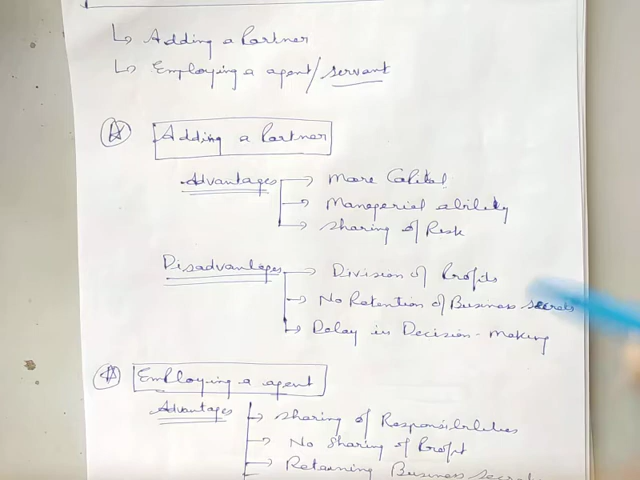 ↳ Adding a Partner
↳ Employing a agent/servant
Adding a Partner
Advantages → More Capital
→ Managerial ability
→ Sharing of Risk
Disadvantages → Division of Profits
→ No Retention of Business secrets
→ Delay in Decision-making
Employing a agent
Advantages → Sharing of Responsibilities
→ No Sharing of Profit
→ Retaining Business secrets